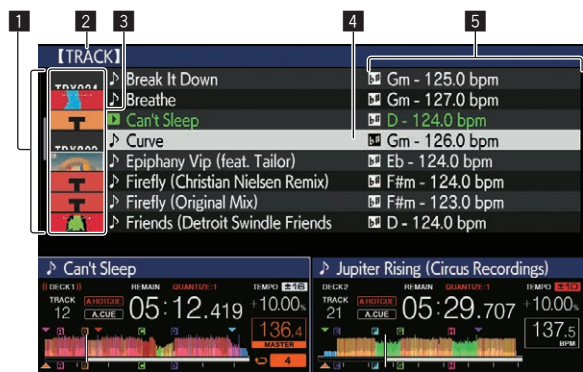 1 2 3 4 5
【TRACK】
Break It Down Gm - 125.0 bpm
Breathe Gm - 127.0 bpm
Can't Sleep D - 124.0 bpm
Curve Gm - 126.0 bpm
Epiphany Vip (feat. Tailor) Eb - 124.0 bpm
Firefly (Christian Nielsen Remix) F#m - 124.0 bpm
Firefly (Original Mix) F#m - 123.0 bpm
Friends (Detroit Swindle Friends D - 124.0 bpm
Can't Sleep
DECK1 REMAIN QUANTIZE:1 TEMPO ±16
TRACK 12 A.HOTCUE A.CUE 05:12.419 +10.00%
136.4 MASTER
4
Jupiter Rising (Circus Recordings)
DECK2 REMAIN QUANTIZE:1 TEMPO ±10
TRACK 21 A.HOTCUE A.CUE 05:29.707 +10.00%
137.5 BPM